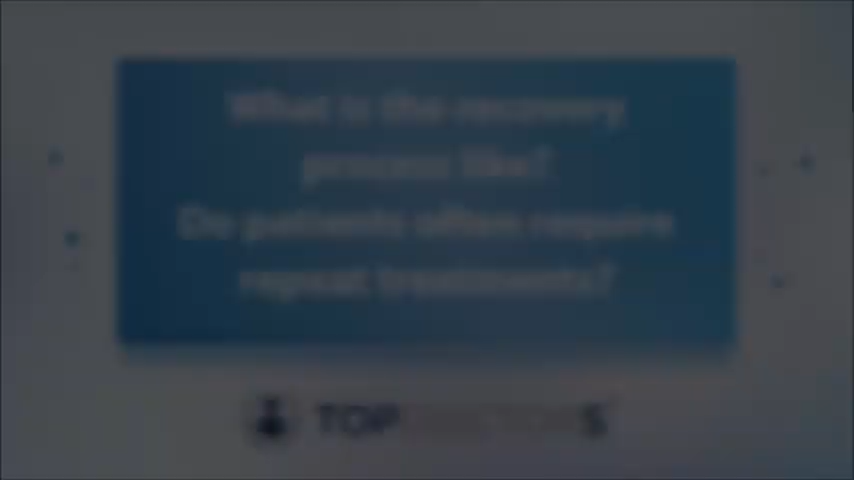 What is the recovery
process like?
Do patients often require
repeat treatments?
TOP